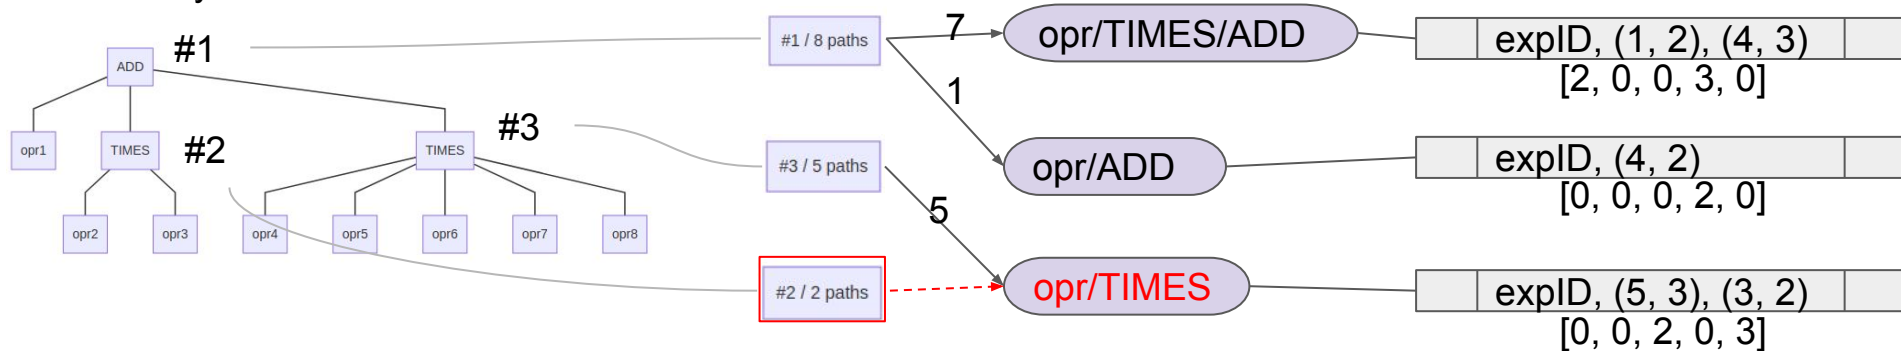 ADD
#1
opr1
TIMES
#2
TIMES
#3
opr2
opr3
opr4
opr5
opr6
opr7
opr8
#1 / 8 paths
#3 / 5 paths
#2 / 2 paths
7
1
5
opr/TIMES/ADD
opr/ADD
opr/TIMES
expID, (1, 2), (4, 3)
[2, 0, 0, 3, 0]
expID, (4, 2)
[0, 0, 0, 2, 0]
expID, (5, 3), (3, 2)
[0, 0, 2, 0, 3]